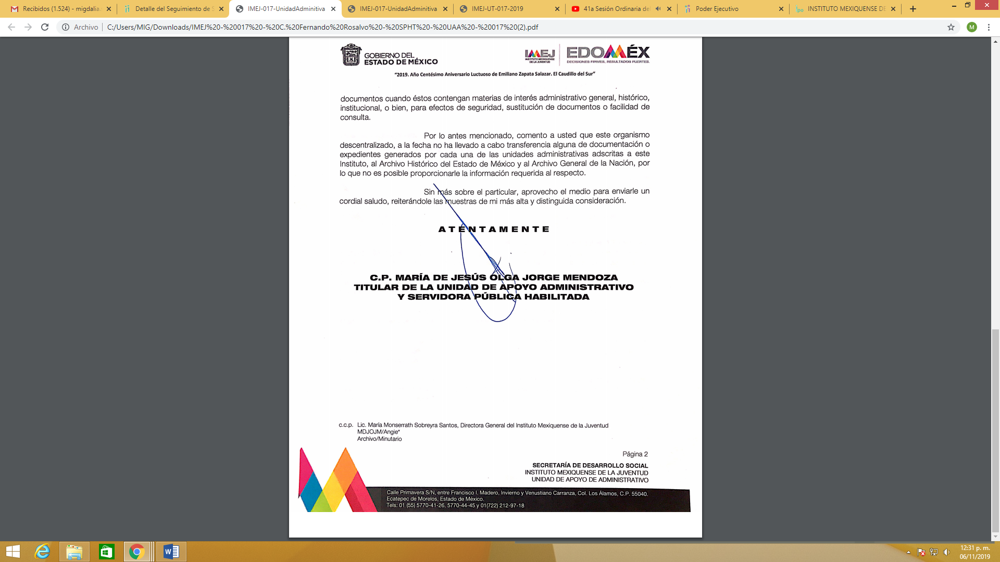 Recibidos (1.524) - migdalia.
Detalle del Seguimiento de S
IMEJ-017-UnidadAdminitiva
IMEJ-017-UnidadAdminitiva
IMEJ-UT-017-2019
41a Sesión Ordinaria del
Poder Ejecutivo
INSTITUTO MEXIQUENSE DE
Archivo
C:/Users/MIG/Downloads/IMEJ%20-%20017%20-%20C.%20Fernando%20Rosalvo%20-%20SPHT%20-%20UAA%20-%20017%20(2).pdf
M
GOBIERNO DEL
ESTADO DE MÉXICO
IMEJ
INSTITUTO MEXIQUENSE
DE LA JUVENTUD
EDOMÉX
DECISIONES FIRMES, RESULTADOS FUERTES.
"2019. Año Centésimo Aniversario Luctuoso de Emiliano Zapata Salazar. El Caudillo del Sur"
documentos cuando éstos contengan materias de interés administrativo general, histórico,
institucional, o bien, para efectos de seguridad, sustitución de documentos o facilidad de
consulta.
Por lo antes mencionado, comento a usted que este organismo
descentralizado, a la fecha no ha llevado a cabo transferencia alguna de documentación o
expedientes generados por cada una de las unidades administrativas adscritas a este
Instituto, al Archivo Histórico del Estado de México y al Archivo General de la Nación, por
lo que no es posible proporcionarle la información requerida al respecto.
Sin más sobre el particular, aprovecho el medio para enviarle un
cordial saludo, reiterándole las muestras de mi más alta y distinguida consideración.
A T E N T A M E N T E
C.P. MARÍA DE JESÚS OLGA JORGE MENDOZA
TITULAR DE LA UNIDAD DE APOYO ADMINISTRATIVO
Y SERVIDORA PÚBLICA HABILITADA
c.c.p. Lic. María Monserrath Sobreyra Santos, Directora General del Instituto Mexiquense de la Juventud
MDJOJM/Angie*
Archivo/Minutario
Página 2
SECRETARÍA DE DESARROLLO SOCIAL
INSTITUTO MEXIQUENSE DE LA JUVENTUD
UNIDAD DE APOYO DE ADMINISTRATIVO
Calle Primavera S/N, entre Francisco I. Madero, Invierno y Venustiano Carranza, Col. Los Álamos, C.P. 55040.
Ecatepec de Morelos, Estado de México.
Tels: 01 (55) 5770-41-26, 5770-44-45 y 01(722) 212-97-18
12:31 p. m.
06/11/2019